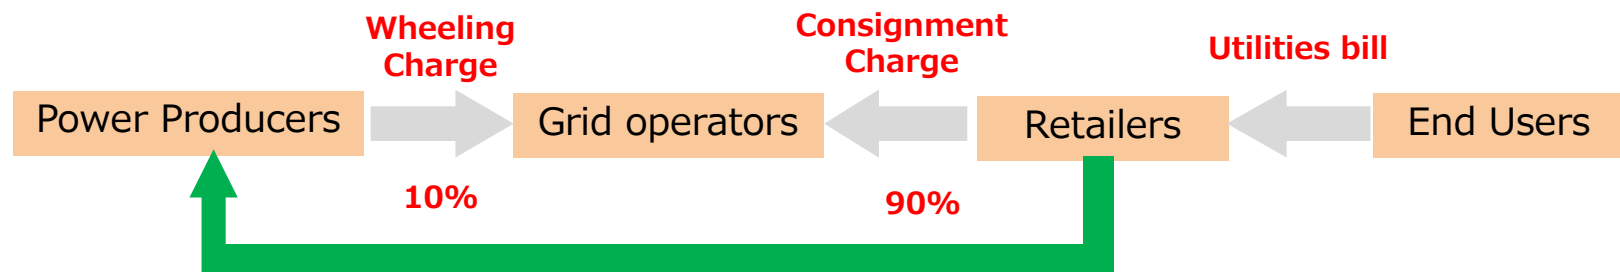 Wheeling
Charge
Consignment
Charge
Utilities bill
Power Producers
Grid operators
Retailers
End Users
10%
90%